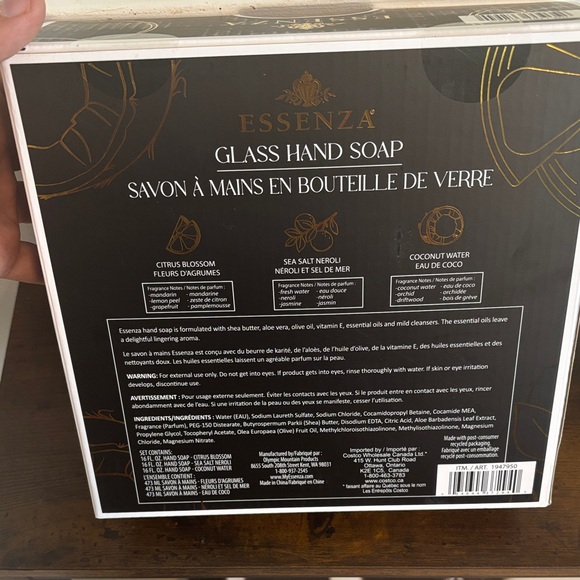 ESSENZA
ESSENZA
GLASS HAND SOAP
SAVON À MAINS EN BOUTEILLE DE VERRE
CITRUS BLOSSOM
FLEURS D'AGRUMES
Fragrance Notes / Notes de parfum :
-mandarin - mandarine
-lemon peel - zeste de citron
-grapefruit - pamplemousse
SEA SALT NEROLI
NÉROLI ET SEL DE MER
Fragrance Notes / Notes de parfum :
-fresh water - eau douce
-neroli - néroli
-jasmine - jasmin
COCONUT WATER
EAU DE COCO
Fragrance Notes / Notes de parfum :
-coconut water - eau de coco
-orchid - orchidée
-driftwood - bois de grève
Essenza hand soap is formulated with shea butter, aloe vera, olive oil, vitamin E, essential oils and mild cleansers. The essential oils leave
a delightful lingering aroma.
Le savon à mains Essenza est conçu avec du beurre de karité, de l'aloès, de l'huile d'olive, de la vitamine E, des huiles essentielles et des
nettoyants doux. Les huiles essentielles laissent un agréable parfum sur la peau.
WARNING: For external use only. Do not get into eyes. If product gets into eyes, rinse thoroughly with water. If skin or eye irritation
develops, discontinue use.
AVERTISSEMENT : Pour usage externe seulement. Éviter les contacts avec les yeux. Si le produit entre en contact avec les yeux, rincer
abondamment avec de l'eau. Si une irritation de la peau ou des yeux se manifeste, cesser l'utilisation.
INGREDIENTS/INGRÉDIENTS : Water (EAU), Sodium Laureth Sulfate, Sodium Chloride, Cocamidopropyl Betaine, Cocamide MEA,
Fragrance (Parfum), PEG-150 Distearate, Butyrospermum Parkii (Shea) Butter, Disodium EDTA, Citric Acid, Aloe Barbadensis Leaf Extract,
Propylene Glycol, Tocopheryl Acetate, Olea Europaea (Olive) Fruit Oil, Methylchloroisothiazolinone, Methylisothiazolinone, Magnesium
Chloride, Magnesium Nitrate.
SET CONTAINS:
16 FL. OZ. HAND SOAP - CITRUS BLOSSOM
16 FL. OZ. HAND SOAP - SEA SALT NEROLI
16 FL. OZ. HAND SOAP - COCONUT WATER
L'ENSEMBLE CONTIENT :
473 ML SAVON À MAINS - FLEURS D'AGRUMES
473 ML SAVON À MAINS - NÉROLI ET SEL DE MER
473 ML SAVON À MAINS - EAU DE COCO
Manufactured by/Fabriqué par :
Olympic Mountain Products
8655 South 208th Street Kent, WA 98031
1-800-937-2541
www.MyEssenza.com
Made in China/Fabriqué en Chine
Imported by / Importé par :
Costco Wholesale Canada Ltd.*
415 W. Hunt Club Road
Ottawa, Ontario
K2E 1C5, Canada
1-800-463-3783
www.costco.ca
* faisant affaire au Québec sous le nom
Les Entrepôts Costco
Made with post-consumer
recycled packaging.
Fabriqué avec un emballage
recyclé post-consommation.
ITM. / ART. 1947950